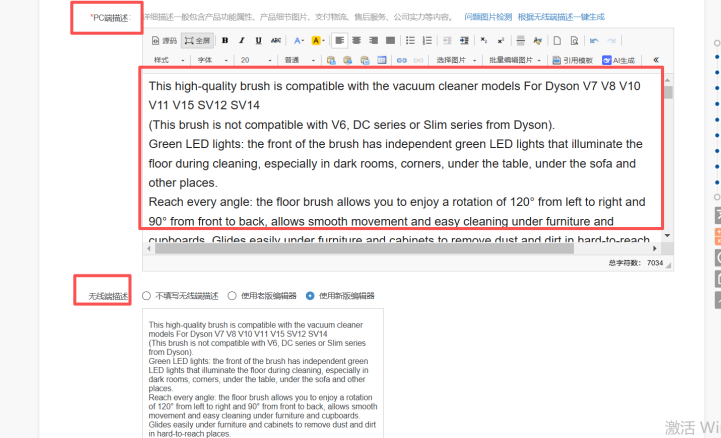 *PC端描述: 详细描述一般包含产品功能属性、产品细节图片、支付物流、售后服务、公司实力等内容。 问题图片检测 根据无线端描述一键生成
源码 全屏 B I U ABC A A
样式 字体 20 普通 选择图片 批量编辑图片 引用模板 AI生成 «
This high-quality brush is compatible with the vacuum cleaner models For Dyson V7 V8 V10
V11 V15 SV12 SV14
(This brush is not compatible with V6, DC series or Slim series from Dyson).
Green LED lights: the front of the brush has independent green LED lights that illuminate the
floor during cleaning, especially in dark rooms, corners, under the table, under the sofa and
other places.
Reach every angle: the floor brush allows you to enjoy a rotation of 120° from left to right and
90° from front to back, allows smooth movement and easy cleaning under furniture and
cupboards. Glides easily under furniture and cabinets to remove dust and dirt in hard-to-reach
总字符数: 7034
无线端描述 不填写无线端描述 使用老版编辑器 使用新版编辑器
This high-quality brush is compatible with the vacuum cleaner
models For Dyson V7 V8 V10 V11 V15 SV12 SV14
(This brush is not compatible with V6, DC series or Slim series
from Dyson).
Green LED lights: the front of the brush has independent green
LED lights that illuminate the floor during cleaning, especially in
dark rooms, corners, under the table, under the sofa and other
places.
Reach every angle: the floor brush allows you to enjoy a rotation
of 120° from left to right and 90° from front to back, allows smooth
movement and easy cleaning under furniture and cupboards.
Glides easily under furniture and cabinets to remove dust and dirt
in hard-to-reach places.
激活 Wi